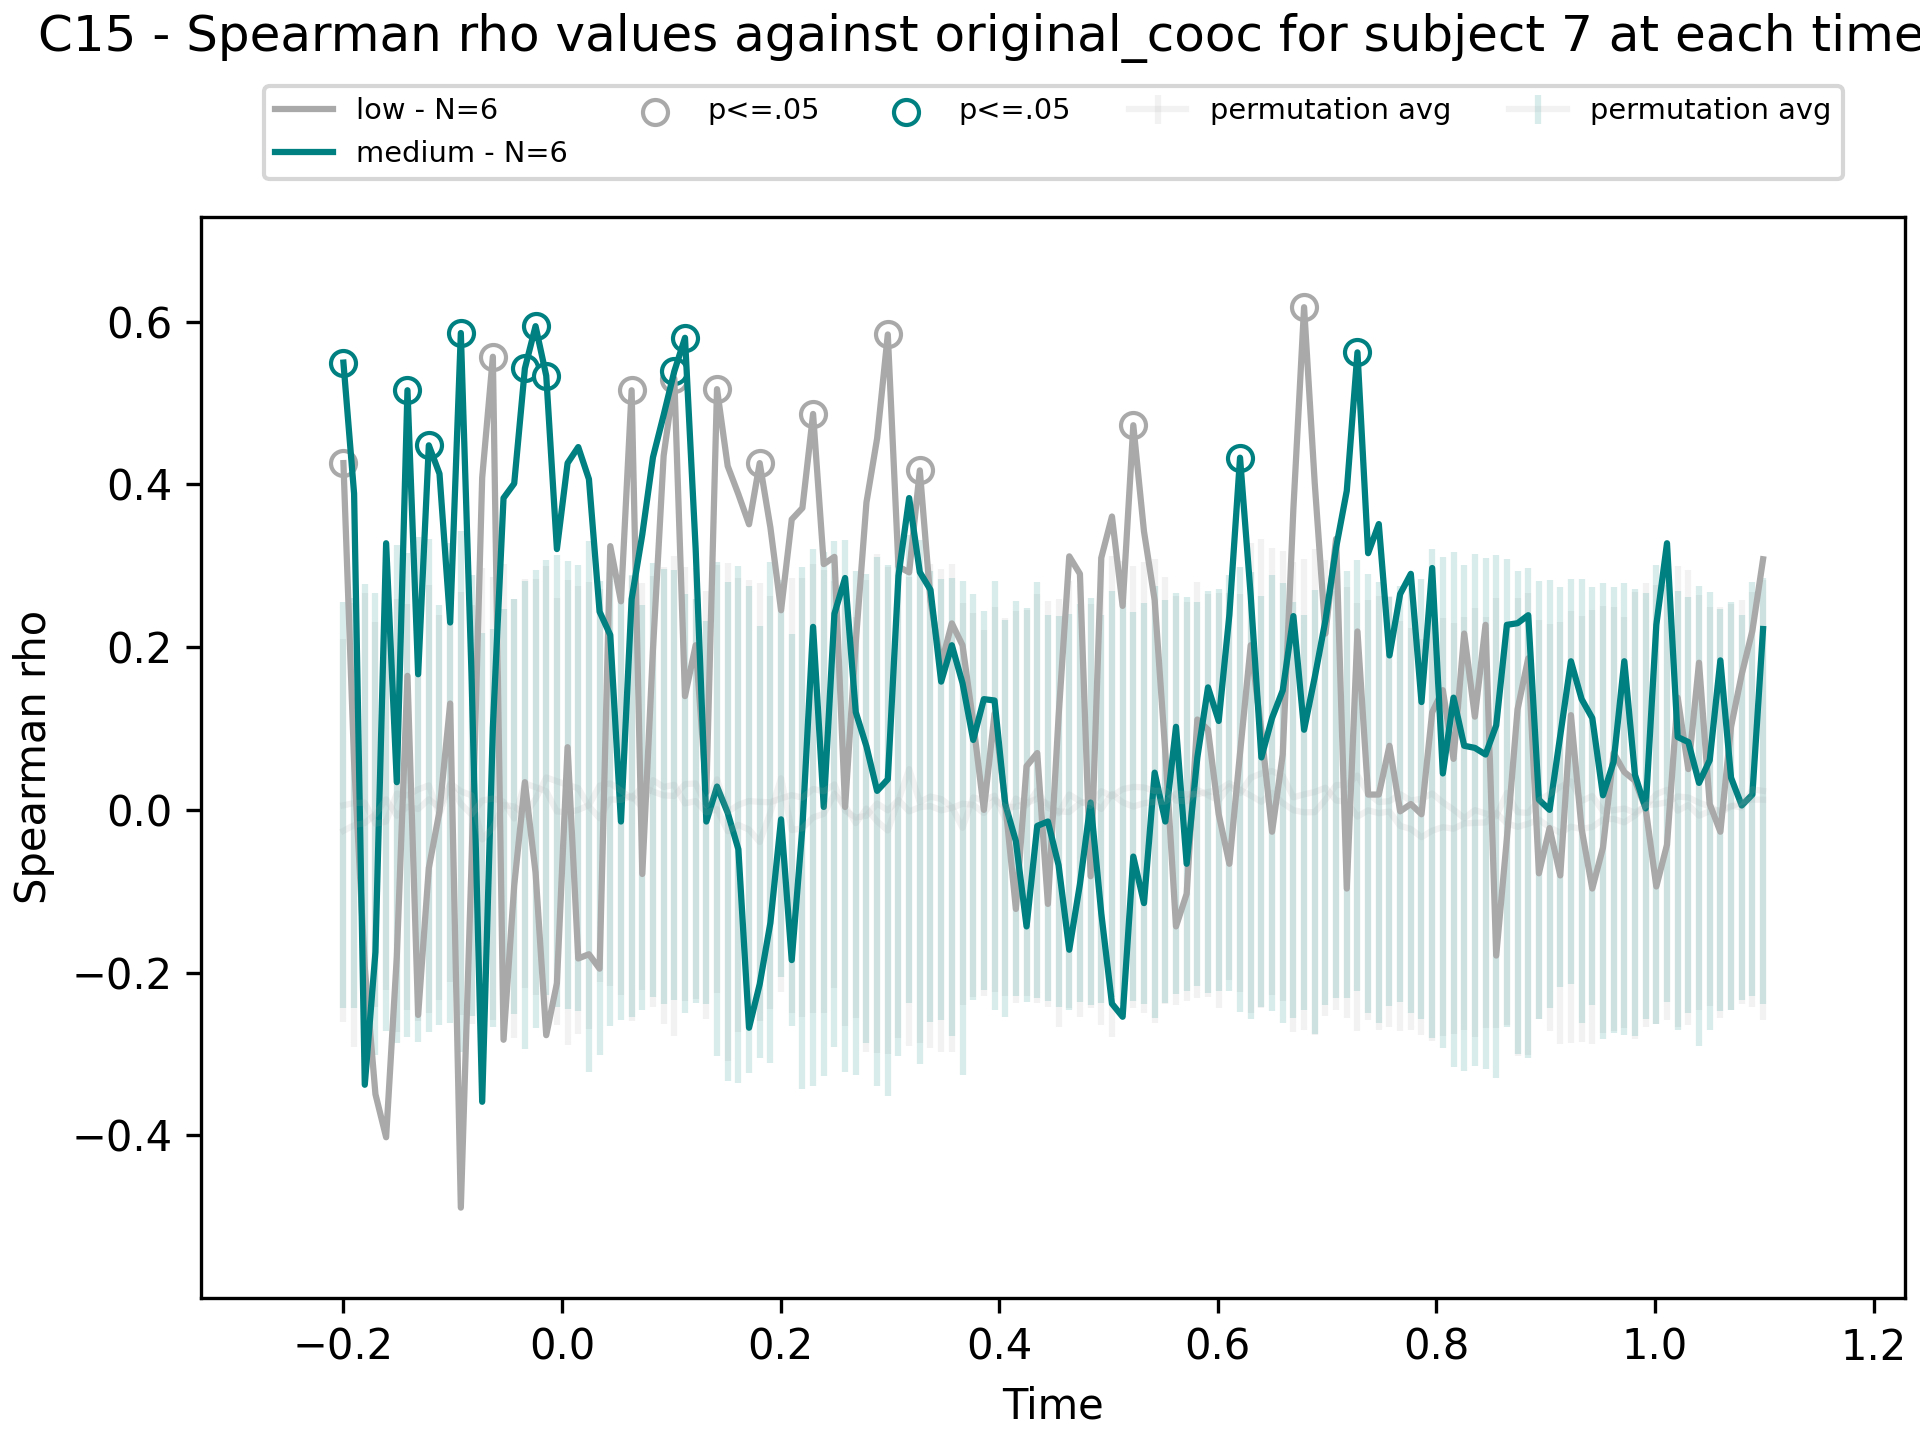 C15 - Spearman rho values against original_cooc for subject 7 at each time
low - N=6
medium - N=6
p<=.05
p<=.05
permutation avg
permutation avg
Spearman rho
0.6
0.4
0.2
0.0
−0.2
−0.4
−0.2 0.0 0.2 0.4 0.6 0.8 1.0 1.2
Time